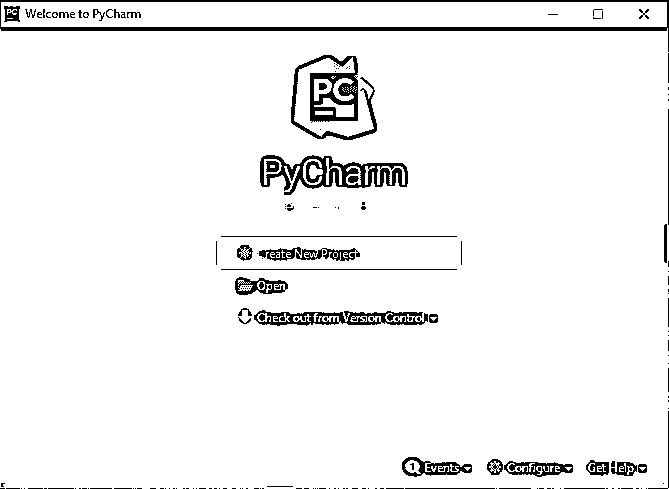 Welcome to PyCharm
PC
PyCharm
Create New Project
Open
Check out from Version Control
1 Events Configure Get Help